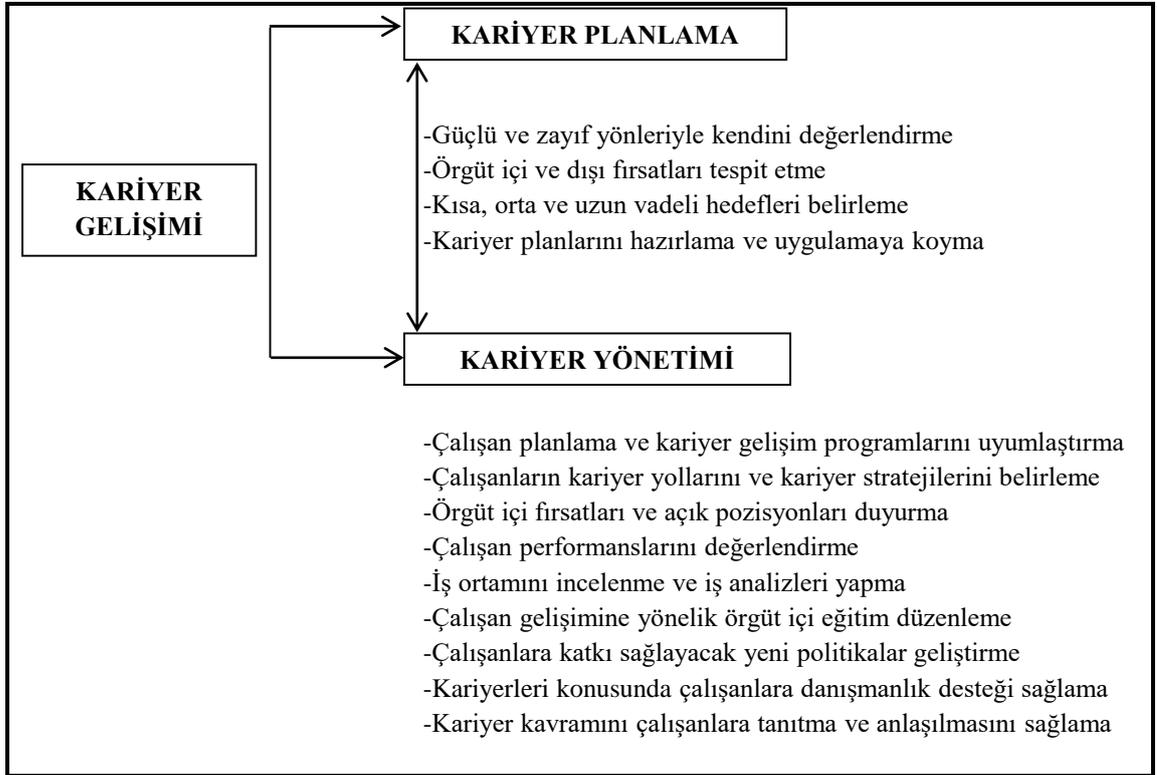 KARİYER PLANLAMA
-Güçlü ve zayıf yönleriyle kendini değerlendirme
-Örgüt içi ve dışı fırsatları tespit etme
-Kısa, orta ve uzun vadeli hedefleri belirleme
-Kariyer planlarını hazırlama ve uygulamaya koyma
KARİYER
GELİŞİMİ
KARİYER YÖNETİMİ
-Çalışan planlama ve kariyer gelişim programlarını uyumlaştırma
-Çalışanların kariyer yollarını ve kariyer stratejilerini belirleme
-Örgüt içi fırsatları ve açık pozisyonları duyurma
-Çalışan performanslarını değerlendirme
-İş ortamını incelenme ve iş analizleri yapma
-Çalışan gelişimine yönelik örgüt içi eğitim düzenleme
-Çalışanlara katkı sağlayacak yeni politikalar geliştirme
-Kariyerleri konusunda çalışanlara danışmanlık desteği sağlama
-Kariyer kavramını çalışanlara tanıtma ve anlaşılmasını sağlama